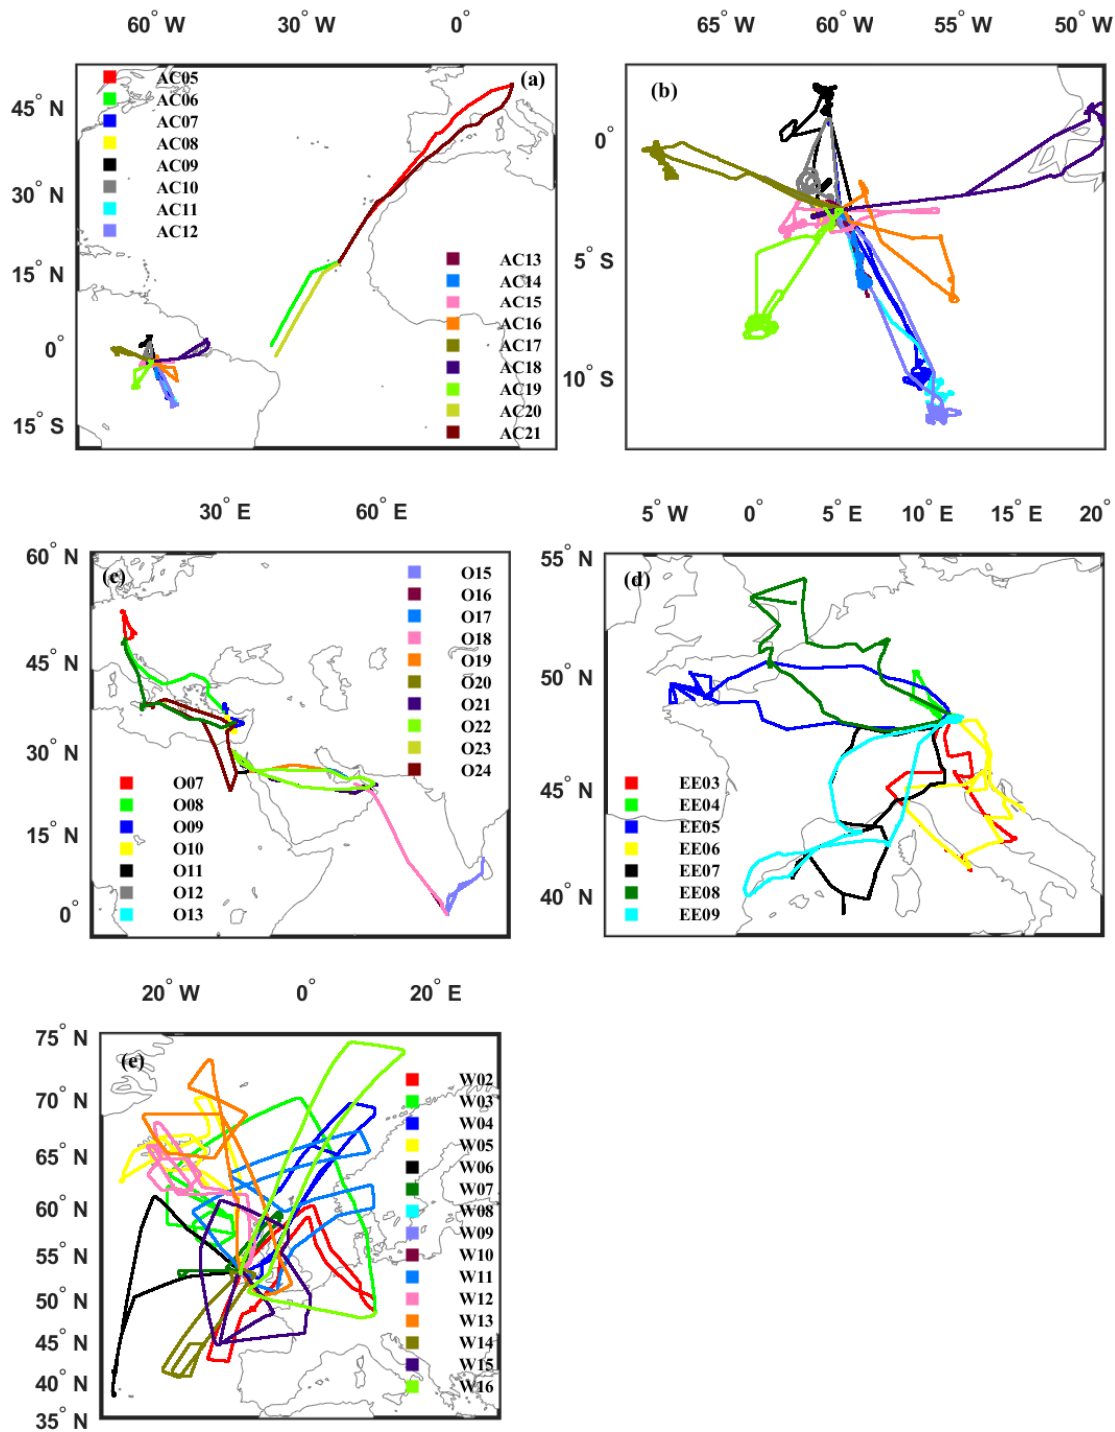 60° W 30° W 0°
65° W 60° W 55° W 50° W
(a)
(b)
45° N
30° N
15° N
0°
15° S
AC05
AC06
AC07
AC08
AC09
AC10
AC11
AC12
AC13
AC14
AC15
AC16
AC17
AC18
AC19
AC20
AC21
0°
5° S
10° S
30° E 60° E
5° W 0° 5° E 10° E 15° E 20°
60° N
45° N
30° N
15° N
0°
(c)
O15
O16
O17
O18
O19
O20
O21
O22
O23
O24
O07
O08
O09
O10
O11
O12
O13
55° N
50° N
45° N
40° N
(d)
EE03
EE04
EE05
EE06
EE07
EE08
EE09
20° W 0° 20° E
75° N
70° N
65° N
60° N
55° N
50° N
45° N
40° N
35° N
(e)
W02
W03
W04
W05
W06
W07
W08
W09
W10
W11
W12
W13
W14
W15
W16